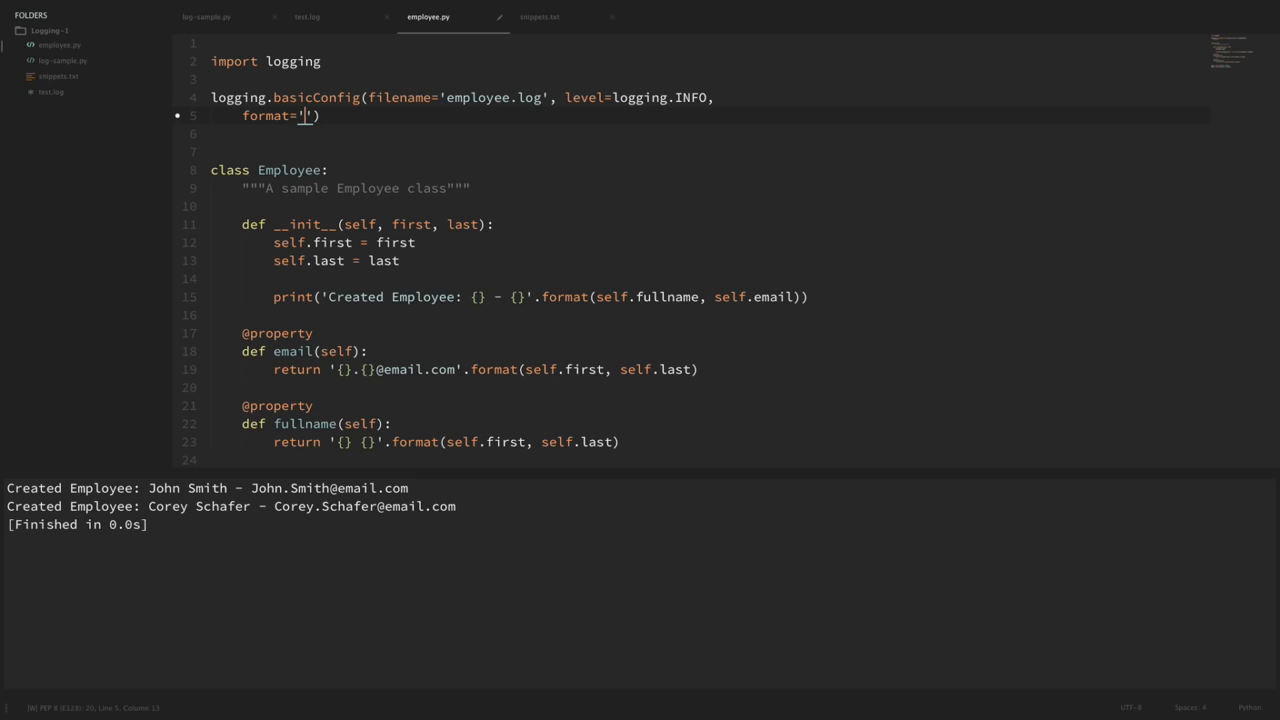 FOLDERS
Logging-1
employee.py
log-sample.py
snippets.txt
test.log
log-sample.py × test.log × employee.py snippets.txt ×
1
2 import logging
3
4 logging.basicConfig(filename='employee.log', level=logging.INFO,
5     format='')
6
7
8 class Employee:
9     """A sample Employee class"""
10
11     def __init__(self, first, last):
12         self.first = first
13         self.last = last
14
15         print('Created Employee: {} - {}'.format(self.fullname, self.email))
16
17     @property
18     def email(self):
19         return '{}.{}@email.com'.format(self.first, self.last)
20
21     @property
22     def fullname(self):
23         return '{} {}'.format(self.first, self.last)
24
Created Employee: John Smith - John.Smith@email.com
Created Employee: Corey Schafer - Corey.Schafer@email.com
[Finished in 0.0s]
[W] PEP 8 (E128): 20, Line 5, Column 13 UTF-8 Spaces: 4 Python